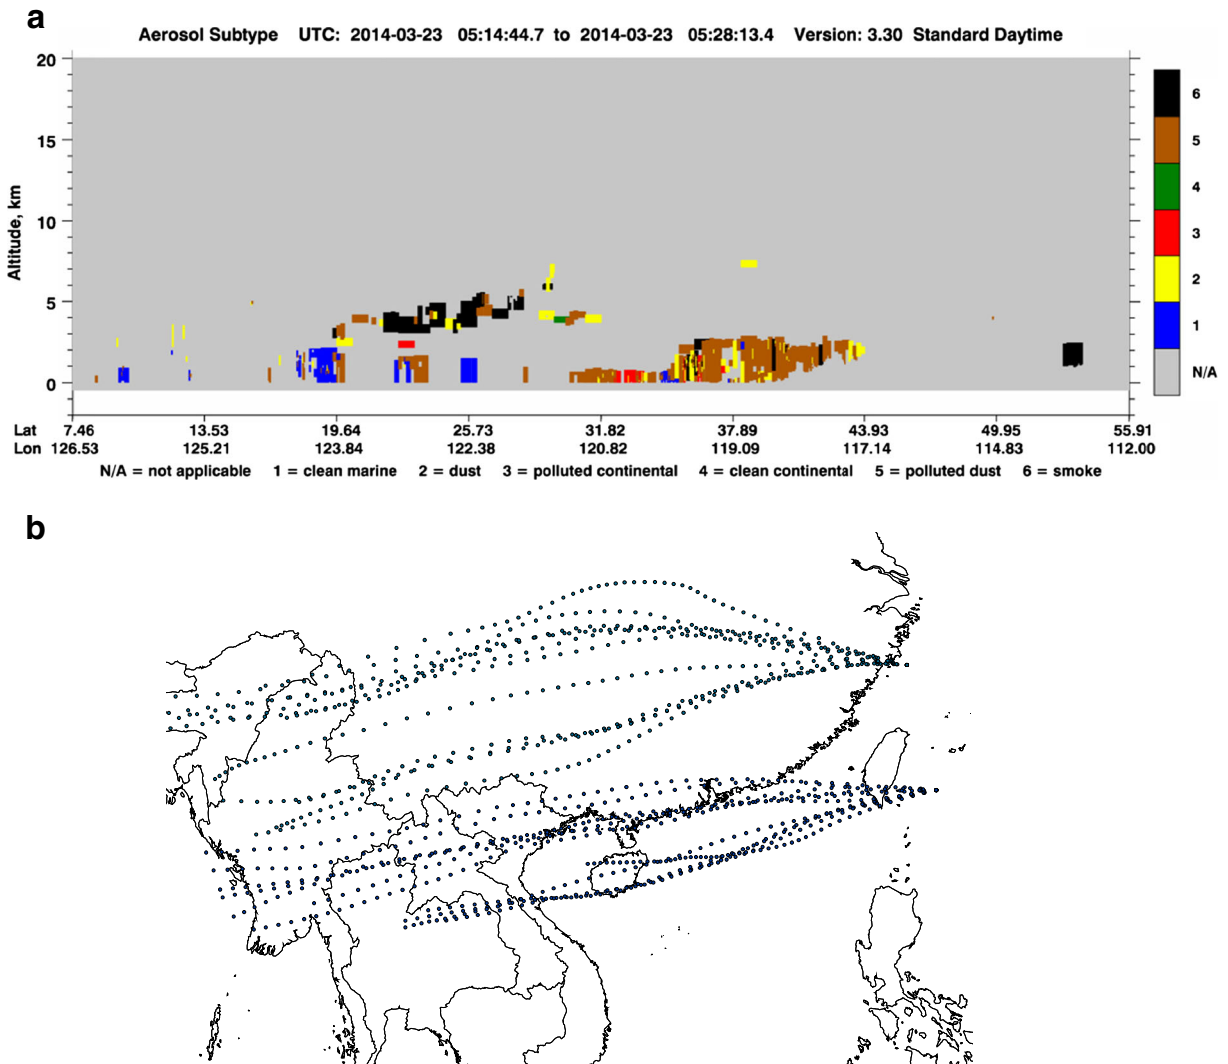 a
Aerosol Subtype UTC: 2014-03-23 05:14:44.7 to 2014-03-23 05:28:13.4 Version: 3.30 Standard Daytime
Altitude, km
20
15
10
5
0
6
5
4
3
2
1
N/A
Lat 7.46 13.53 19.64 25.73 31.82 37.89 43.93 49.95 55.91
Lon 126.53 125.21 123.84 122.38 120.82 119.09 117.14 114.83 112.00
N/A = not applicable 1 = clean marine 2 = dust 3 = polluted continental 4 = clean continental 5 = polluted dust 6 = smoke
b